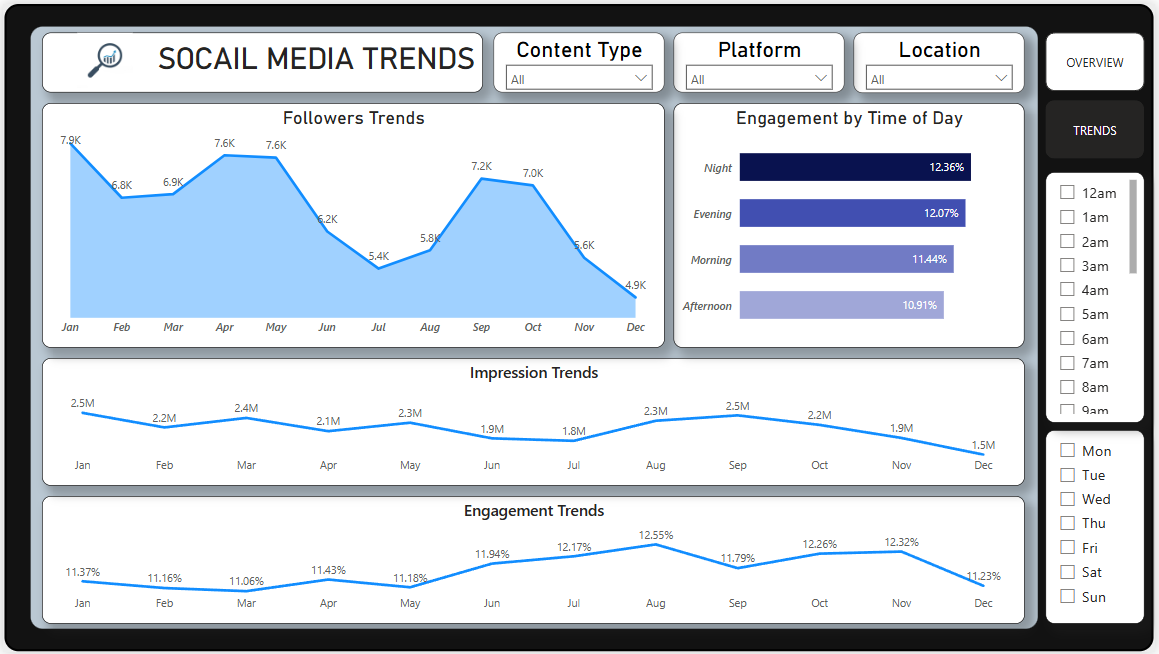 SOCAIL MEDIA TRENDS
Content Type
All
Platform
All
Location
All
OVERVIEW
TRENDS
Followers Trends
7.9K
6.8K
6.9K
7.6K
7.6K
6.2K
5.4K
5.8K
7.2K
7.0K
5.6K
4.9K
Jan Feb Mar Apr May Jun Jul Aug Sep Oct Nov Dec
Engagement by Time of Day
Night 12.36%
Evening 12.07%
Morning 11.44%
Afternoon 10.91%
Impression Trends
2.5M 2.2M 2.4M 2.1M 2.3M 1.9M 1.8M 2.3M 2.5M 2.2M 1.9M 1.5M
Jan Feb Mar Apr May Jun Jul Aug Sep Oct Nov Dec
Engagement Trends
11.37% 11.16% 11.06% 11.43% 11.18% 11.94% 12.17% 12.55% 11.79% 12.26% 12.32% 11.23%
Jan Feb Mar Apr May Jun Jul Aug Sep Oct Nov Dec
12am
1am
2am
3am
4am
5am
6am
7am
8am
9am
Mon
Tue
Wed
Thu
Fri
Sat
Sun